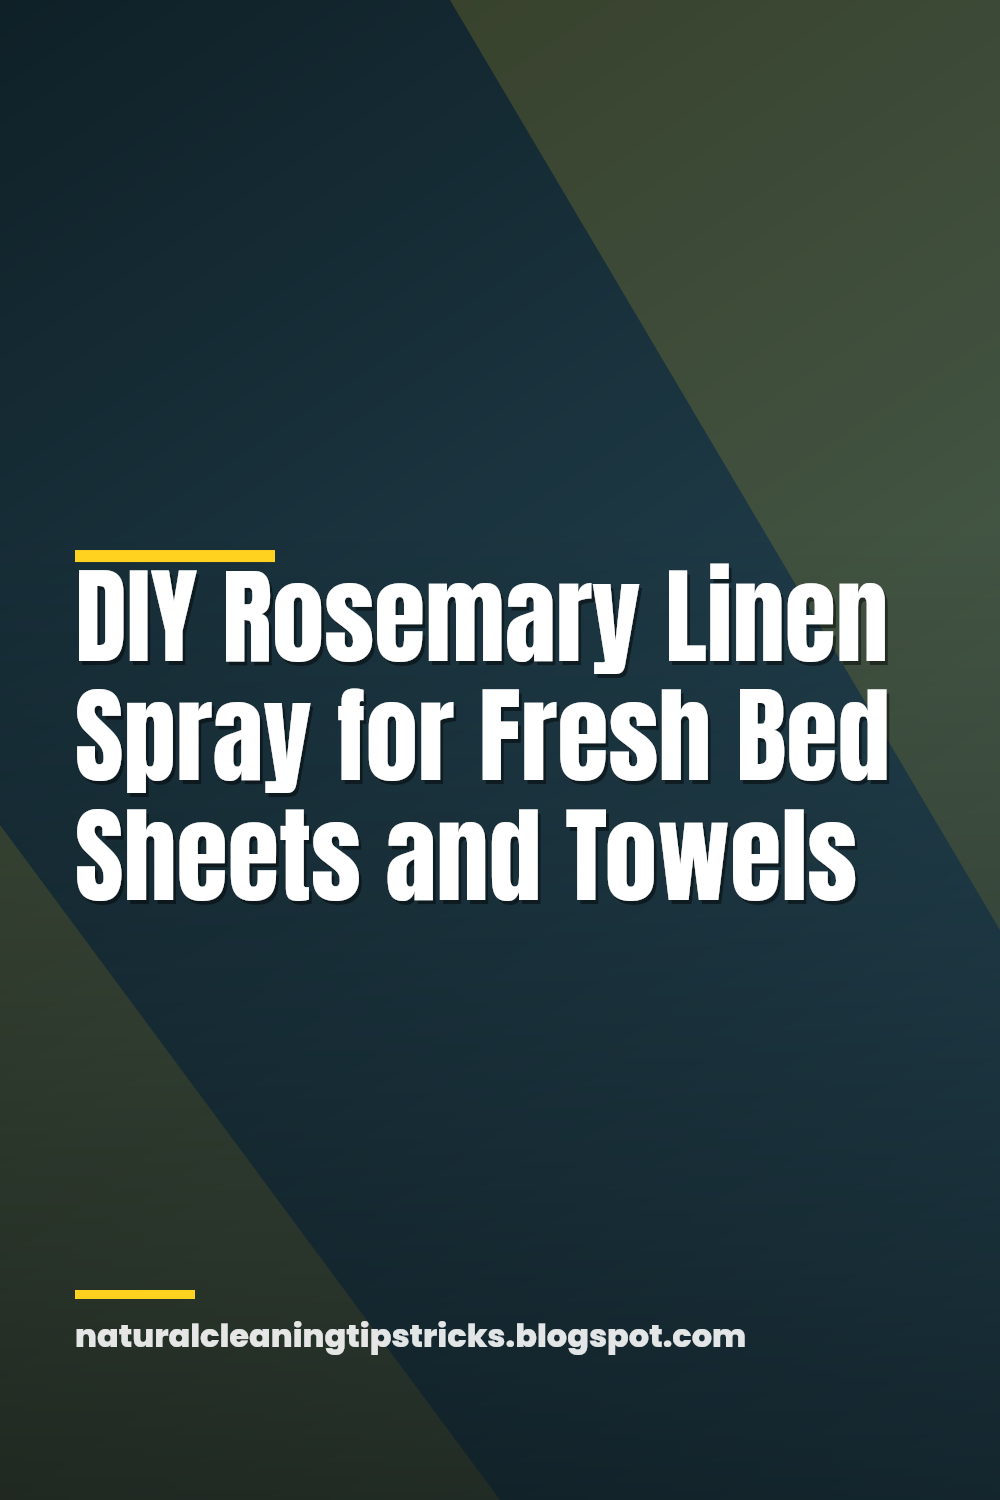 DIY Rosemary Linen
Spray for Fresh Bed
Sheets and Towels
naturalcleaningtipstricks.blogspot.com